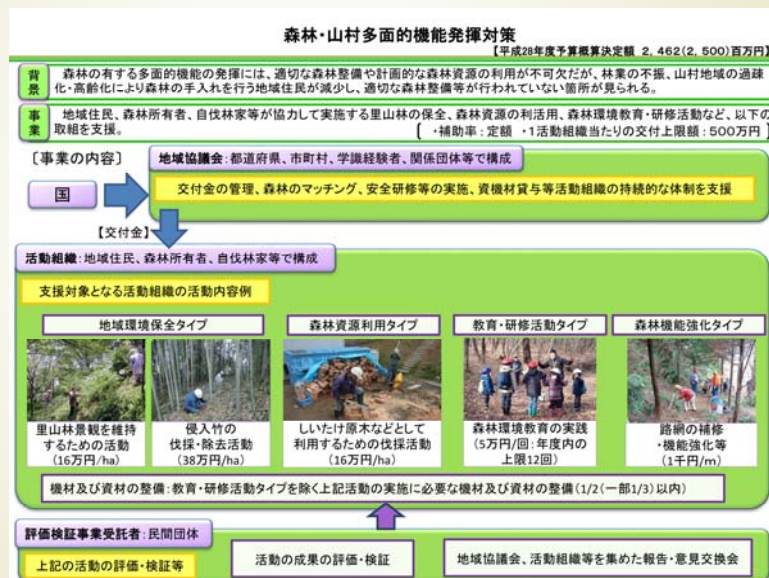 森林・山村多面的機能発揮対策
【平成28年度予算概算決定額 2,462(2,500)百万円】
背景
森林の有する多面的機能の発揮には、適切な森林整備や計画的な森林資源の利用が不可欠だが、林業の不振、山村地域の過疎
化・高齢化により森林の手入れを行う地域住民が減少し、適切な森林整備等が行われていない箇所が見られる。
事業
地域住民、森林所有者、自伐林家等が協力して実施する里山林の保全、森林資源の利活用、森林環境教育・研修活動など、以下の
取組を支援。
・補助率:定額 ・1活動組織当たりの交付上限額:500万円
〔事業の内容〕
国
地域協議会:都道府県、市町村、学識経験者、関係団体等で構成
交付金の管理、森林のマッチング、安全研修等の実施、資機材貸与等活動組織の持続的な体制を支援
【交付金】
活動組織:地域住民、森林所有者、自伐林家等で構成
支援対象となる活動組織の活動内容例
地域環境保全タイプ
森林資源利用タイプ
教育・研修活動タイプ
森林機能強化タイプ
里山林景観を維持
するための活動
(16万円/ha)
侵入竹の
伐採・除去活動
(38万円/ha)
しいたけ原木などとして
利用するための伐採活動
(16万円/ha)
森林環境教育の実践
(5万円/回:年度内の
上限12回)
路網の補修
・機能強化等
(1千円/m)
機材及び資材の整備:教育・研修活動タイプを除く上記活動の実施に必要な機材及び資材の整備(1/2(一部1/3)以内)
評価検証事業受託者:民間団体
上記の活動の評価・検証等
活動の成果の評価・検証
地域協議会、活動組織等を集めた報告・意見交換会